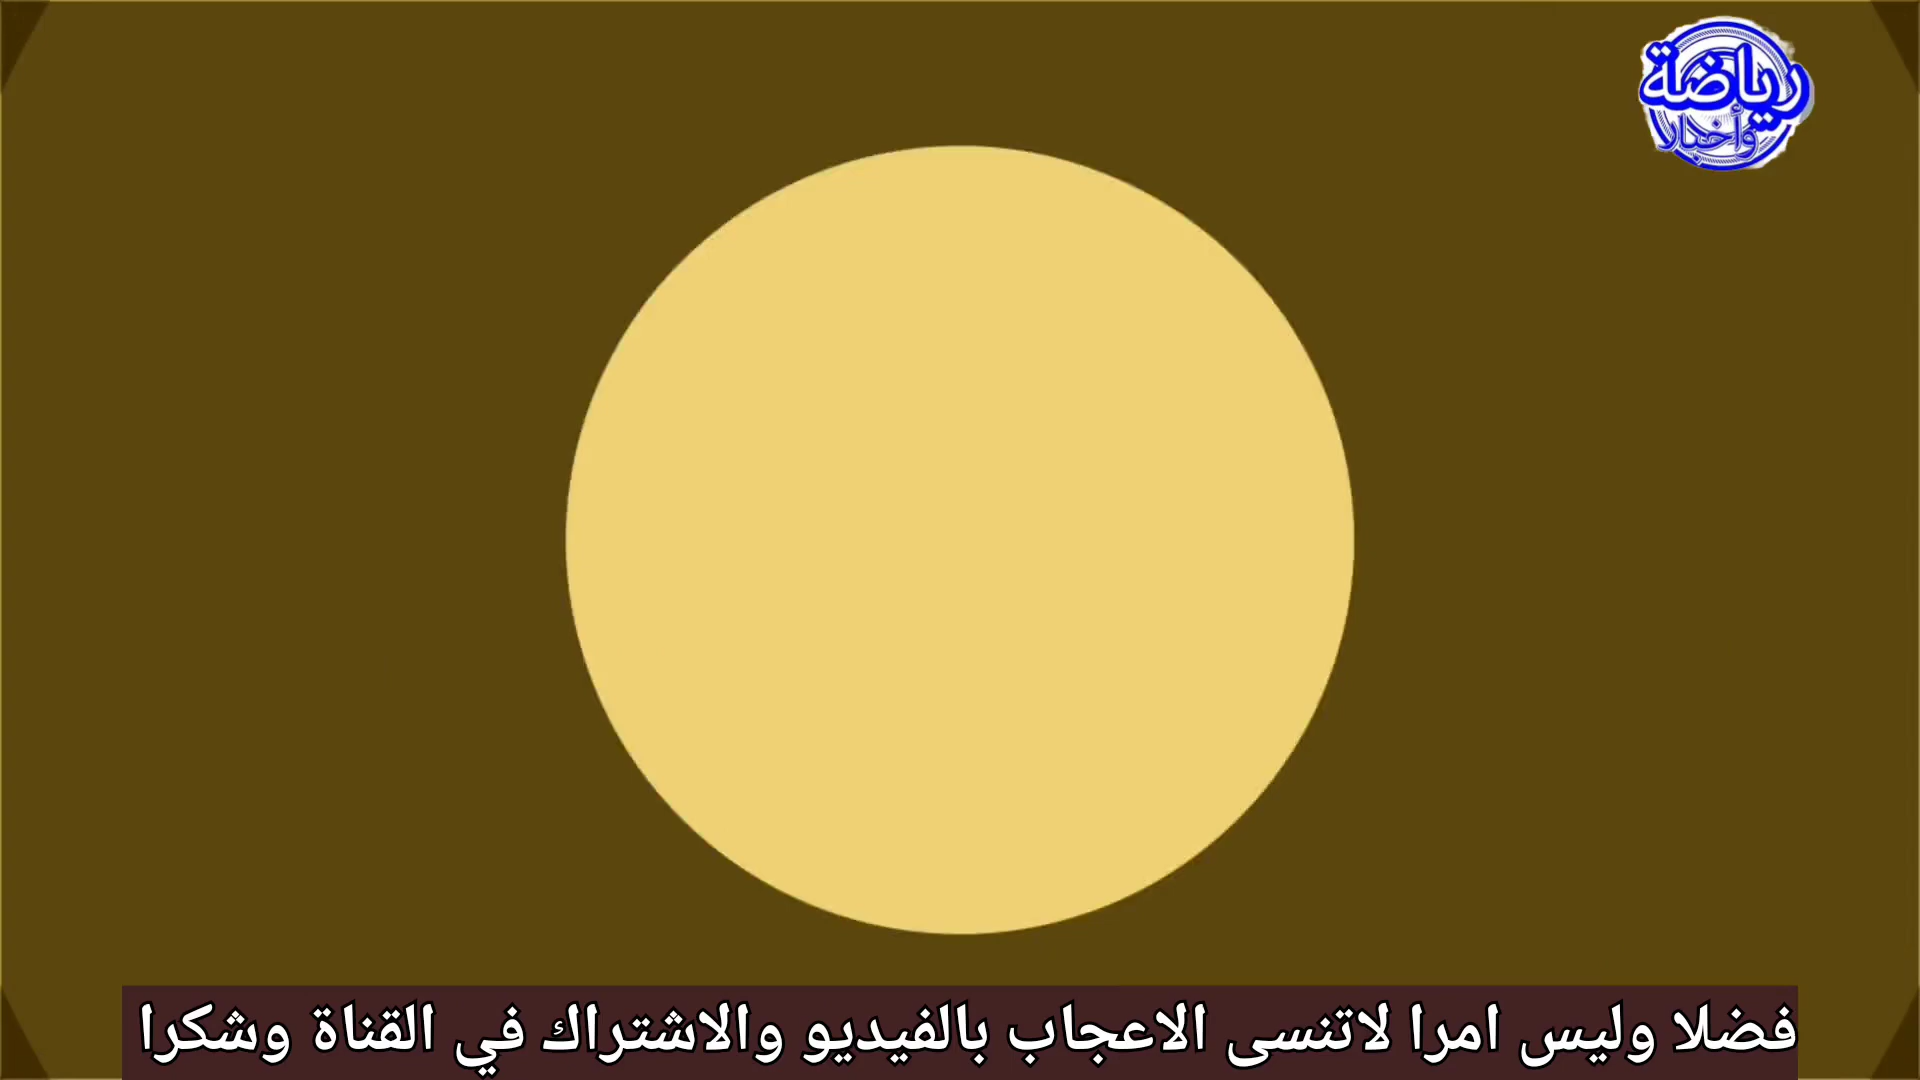 رياضة
وأخبار
فضلا وليس امرا لاتنسى الاعجاب بالفيديو والاشتراك في القناة وشكرا